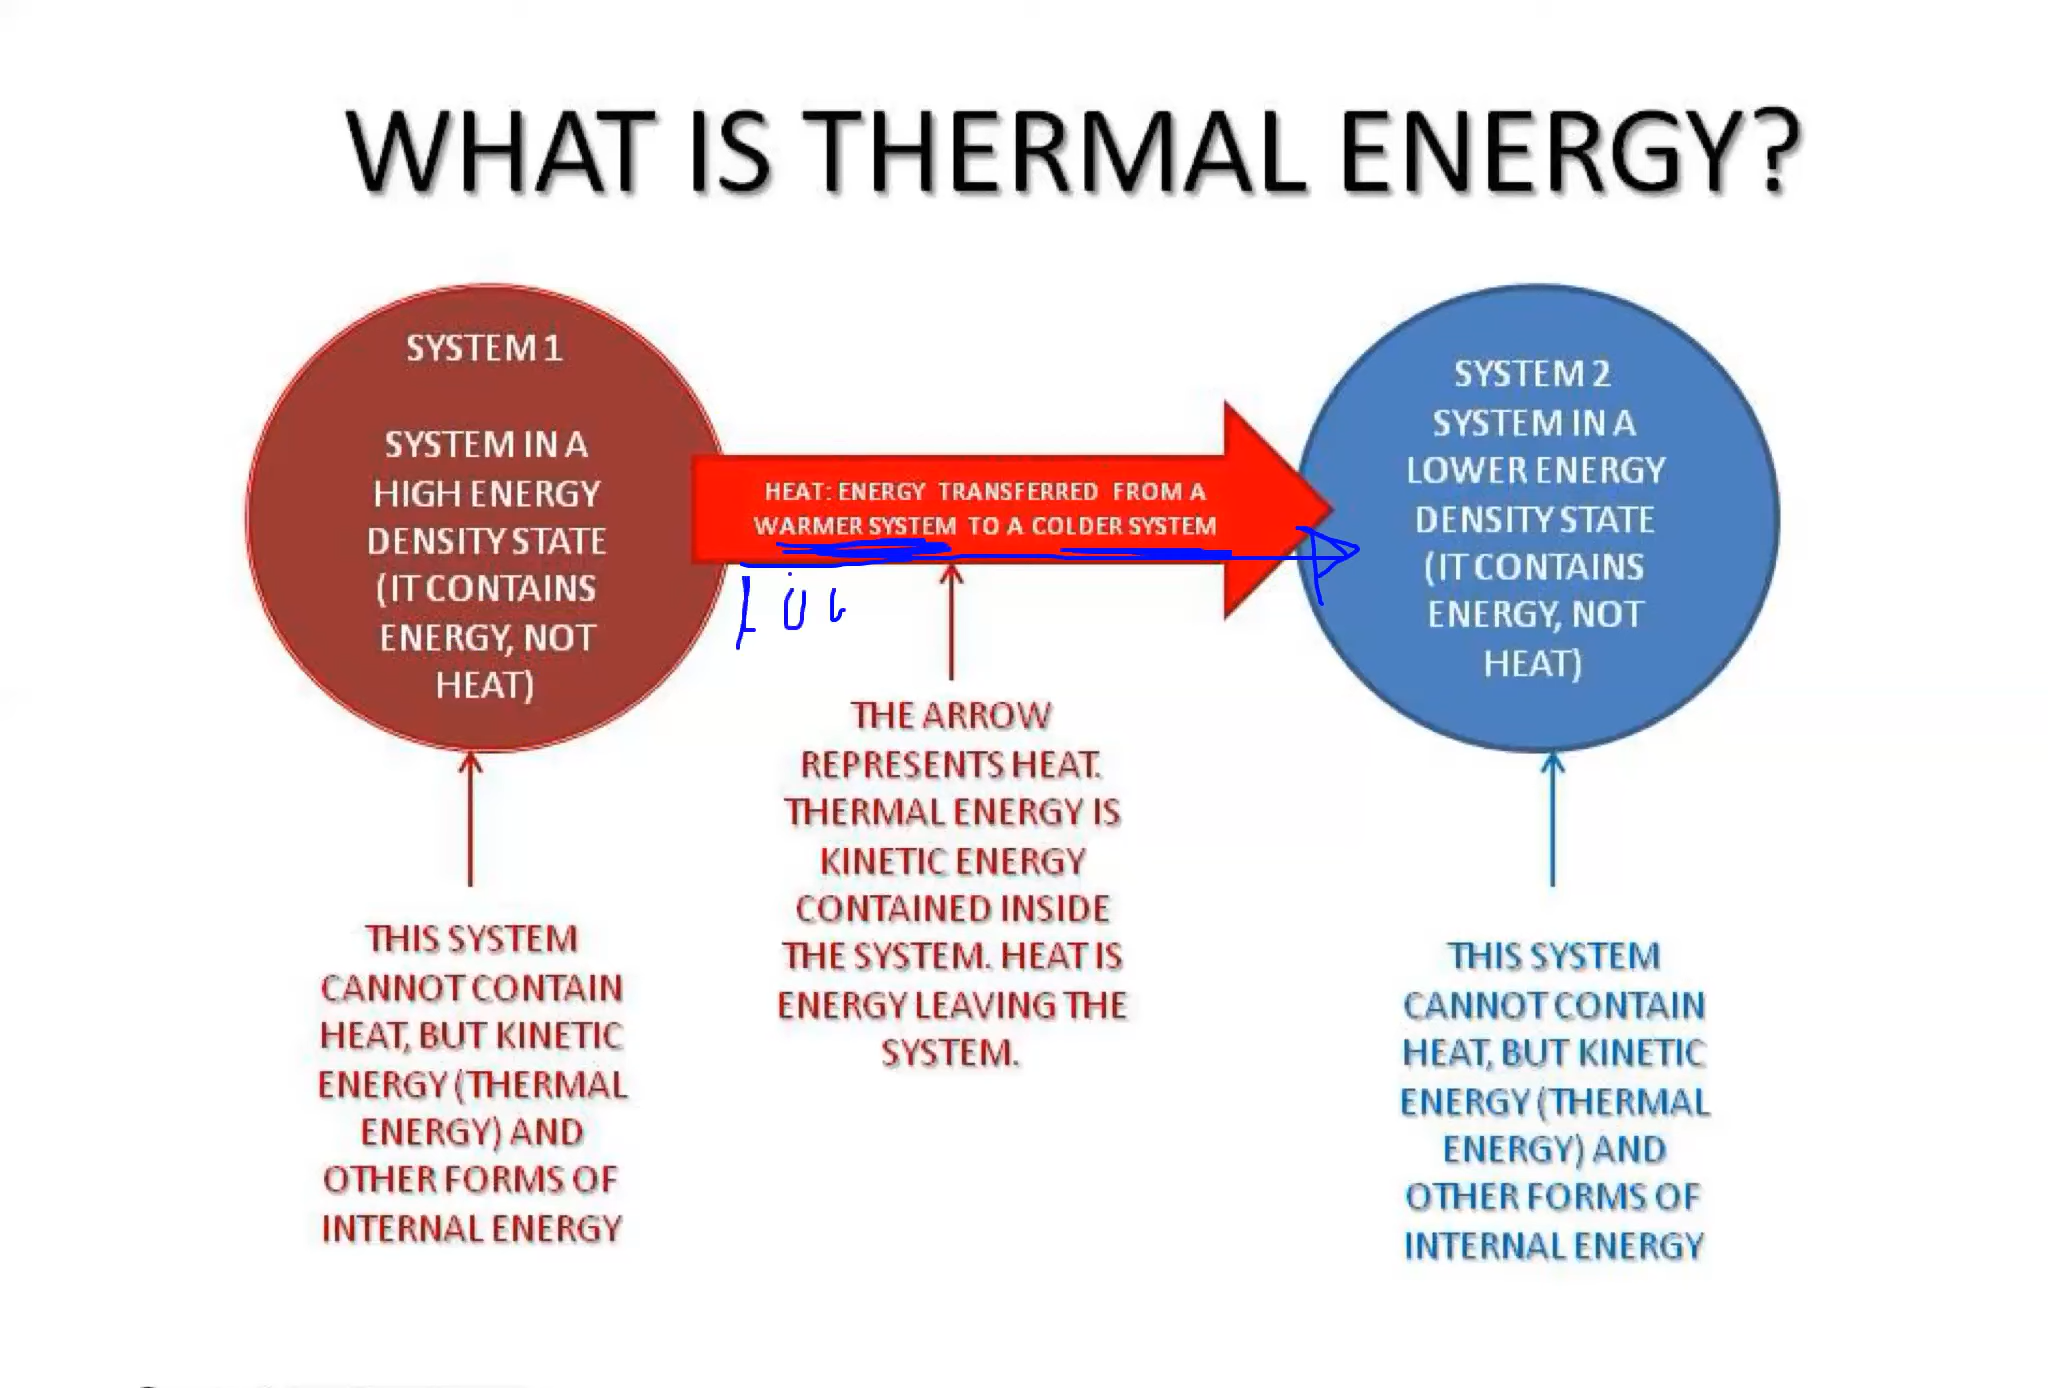 WHAT IS THERMAL ENERGY?
SYSTEM 1
SYSTEM IN A
HIGH ENERGY
DENSITY STATE
(IT CONTAINS
ENERGY, NOT
HEAT)
HEAT: ENERGY TRANSFERRED FROM A
WARMER SYSTEM TO A COLDER SYSTEM
SYSTEM 2
SYSTEM IN A
LOWER ENERGY
DENSITY STATE
(IT CONTAINS
ENERGY, NOT
HEAT)
THIS SYSTEM
CANNOT CONTAIN
HEAT, BUT KINETIC
ENERGY (THERMAL
ENERGY) AND
OTHER FORMS OF
INTERNAL ENERGY
THE ARROW
REPRESENTS HEAT.
THERMAL ENERGY IS
KINETIC ENERGY
CONTAINED INSIDE
THE SYSTEM. HEAT IS
ENERGY LEAVING THE
SYSTEM.
THIS SYSTEM
CANNOT CONTAIN
HEAT, BUT KINETIC
ENERGY (THERMAL
ENERGY) AND
OTHER FORMS OF
INTERNAL ENERGY